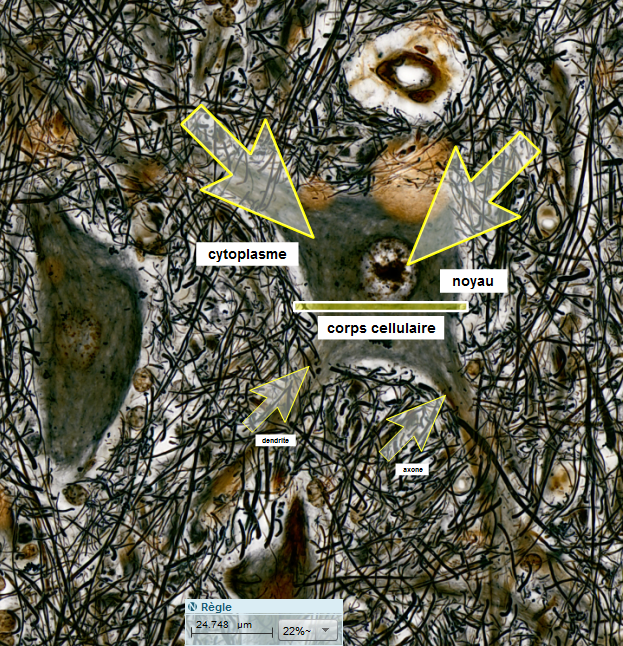 cytoplasme
noyau
corps cellulaire
dendrite
axone
Règle
24.748 µm
22%~